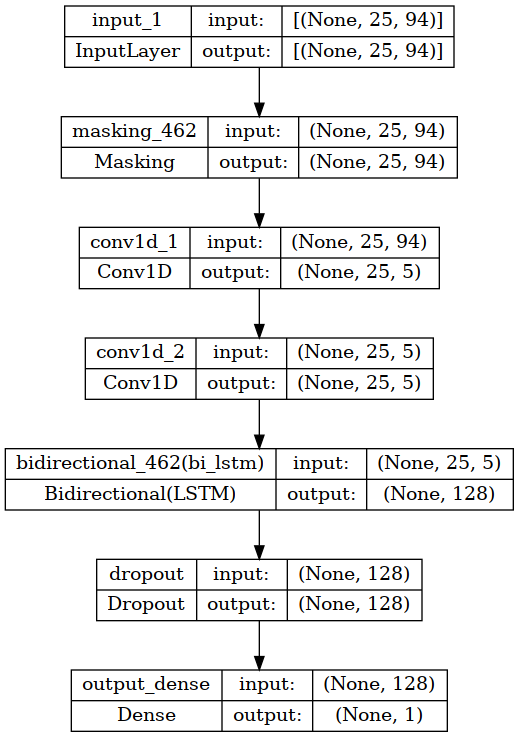 input_1 input: [(None, 25, 94)]
InputLayer output: [(None, 25, 94)]
masking_462 input: (None, 25, 94)
Masking output: (None, 25, 94)
conv1d_1 input: (None, 25, 94)
Conv1D output: (None, 25, 5)
conv1d_2 input: (None, 25, 5)
Conv1D output: (None, 25, 5)
bidirectional_462(bi_lstm) input: (None, 25, 5)
Bidirectional(LSTM) output: (None, 128)
dropout input: (None, 128)
Dropout output: (None, 128)
output_dense input: (None, 128)
Dense output: (None, 1)